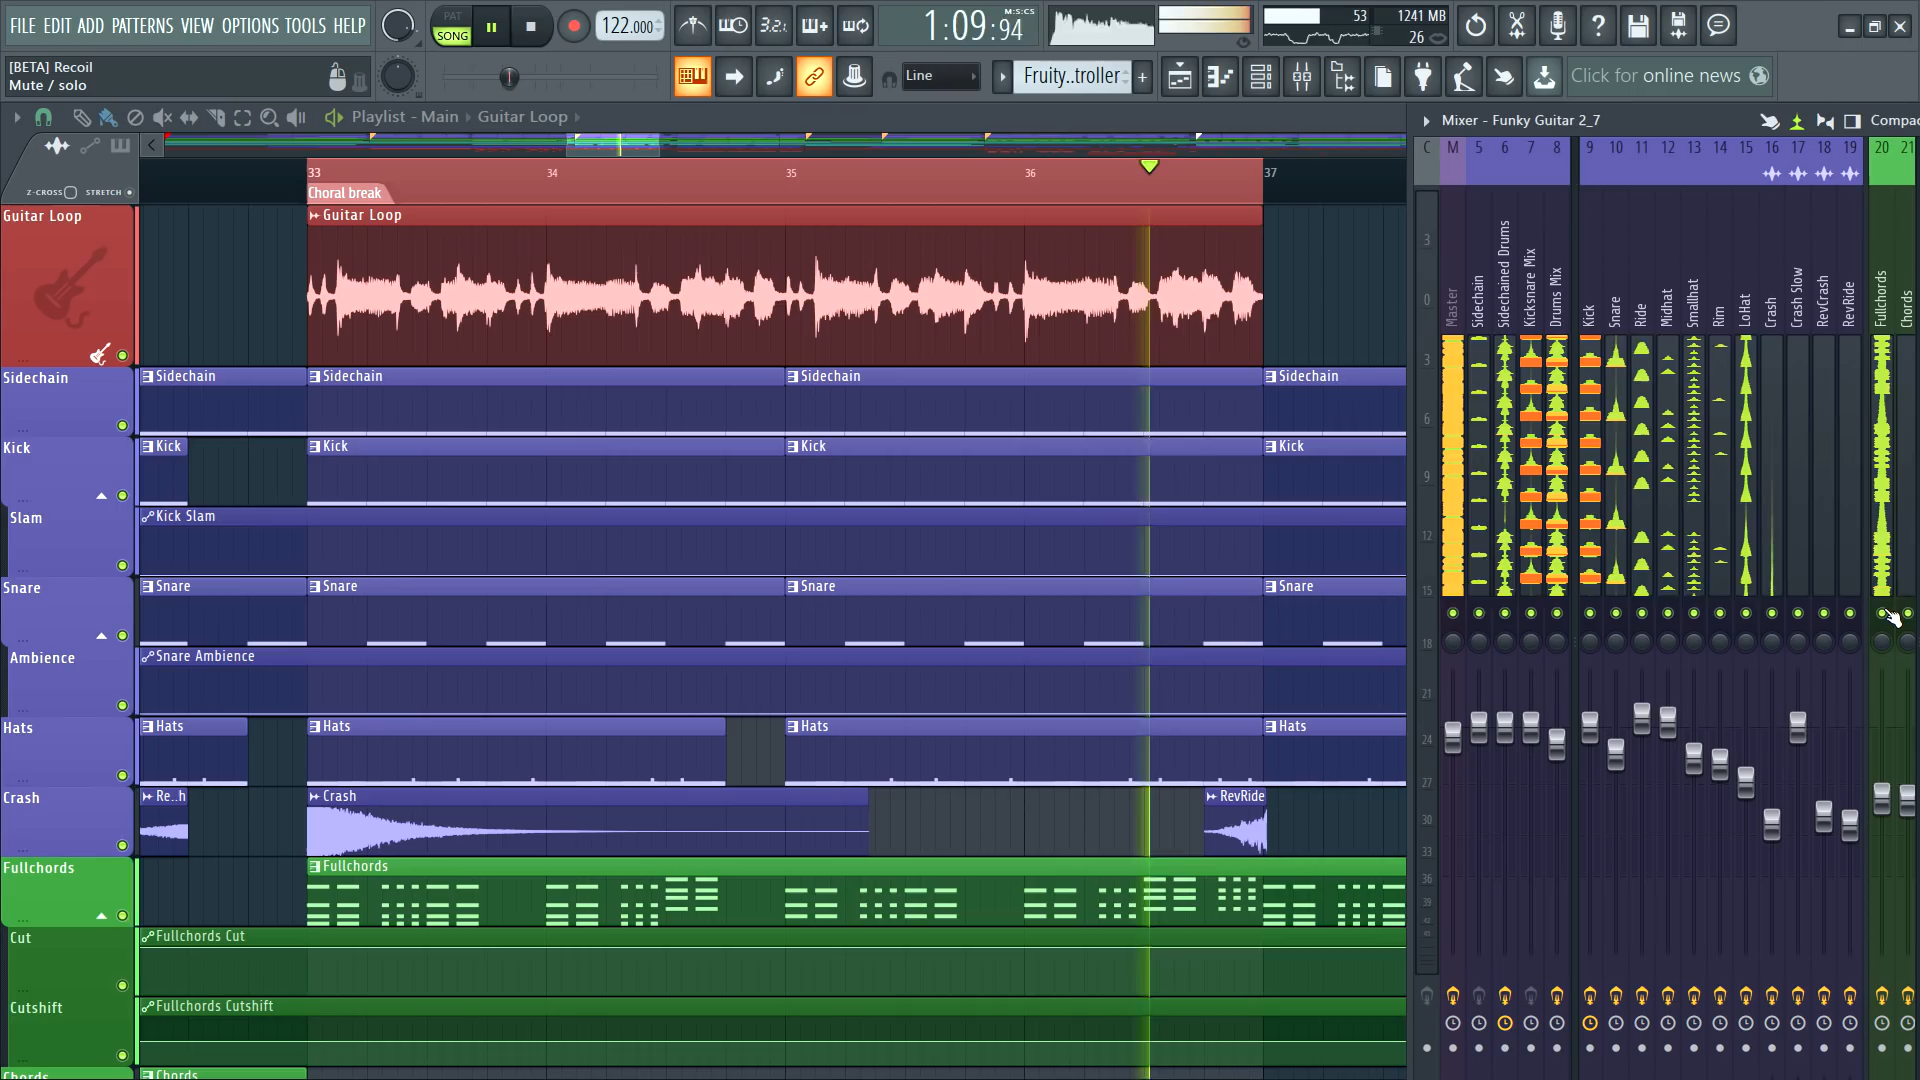 FILE EDIT ADD PATTERNS VIEW OPTIONS TOOLS HELP
PAT
SONG
122.000
3.2.1
1:09:94
M:S:CS
53
1241 MB
26
[BETA] Recoil
Mute / solo
Line
Fruity..troller
Click for online news
Playlist - Main › Guitar Loop ›
Mixer - Funky Guitar 2_7
Compac
Z-CROSS
STRETCH
33
34
35
36
37
Choral break
C
M
5
6
7
8
9
10
11
12
13
14
15
16
17
18
19
20
21
Guitar Loop
Guitar Loop
Master
Sidechain
Sidechained Drums
Kicksnare Mix
Drums Mix
Kick
Snare
Ride
Midhat
Smallhat
Rim
LoHat
Crash
Crash Slow
RevCrash
RevRide
Fullchords
Chords
3
0
3
6
9
12
15
18
21
24
27
30
33
36
39
Sidechain
Sidechain
Sidechain
Sidechain
Sidechain
Kick
Kick
Kick
Kick
Kick
Slam
Kick Slam
Snare
Snare
Snare
Snare
Snare
Ambience
Snare Ambience
Hats
Hats
Hats
Hats
Hats
Crash
Re..h
Crash
RevRide
Fullchords
Fullchords
Cut
Fullchords Cut
Cutshift
Fullchords Cutshift
Chords
Chords